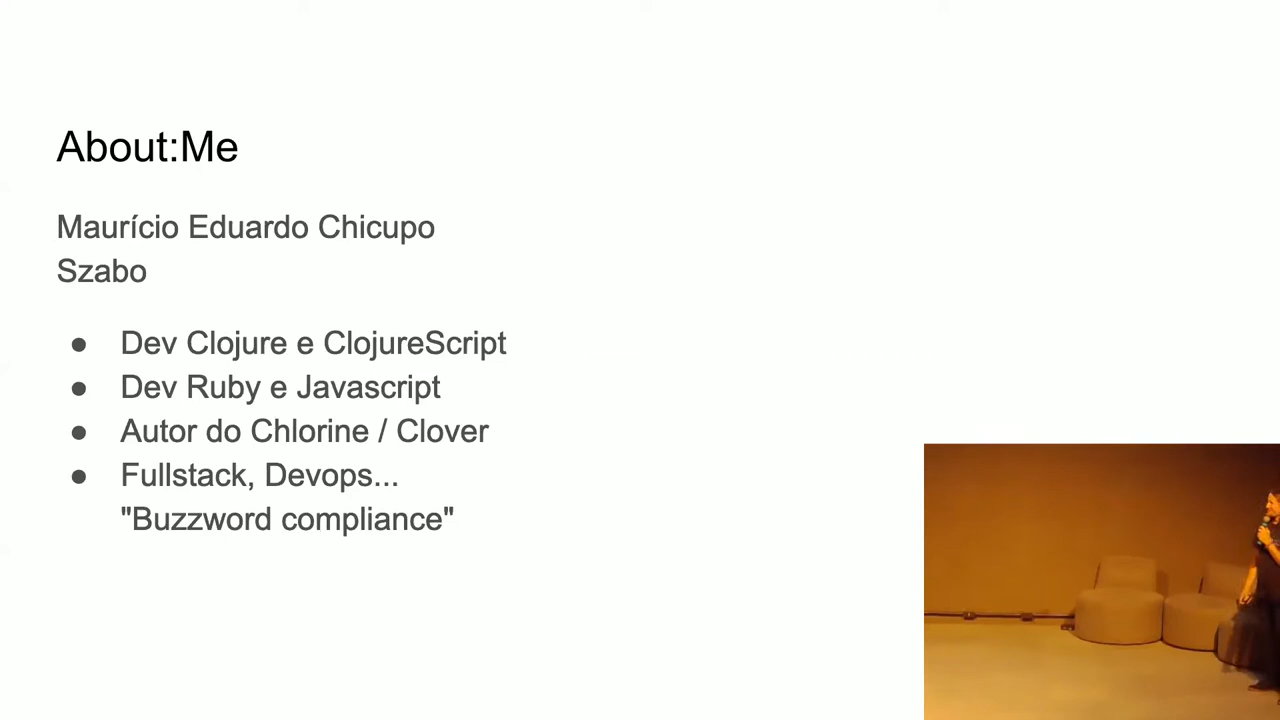 About:Me
Maurício Eduardo Chicupo
Szabo
● Dev Clojure e ClojureScript
● Dev Ruby e Javascript
● Autor do Chlorine / Clover
● Fullstack, Devops...
"Buzzword compliance"